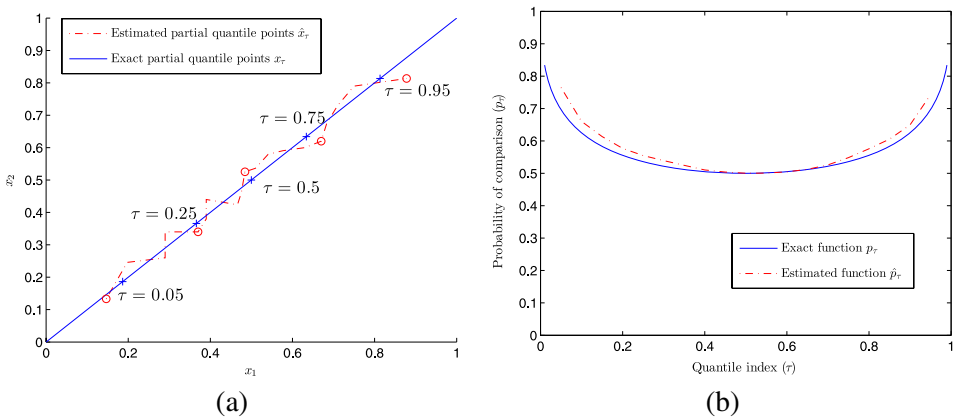 Estimated partial quantile points x̂_τ
Exact partial quantile points x_τ
τ = 0.95
τ = 0.75
τ = 0.5
τ = 0.25
τ = 0.05
1
0.9
0.8
0.7
0.6
0.5
0.4
0.3
0.2
0.1
0
0.2
0.4
0.6
0.8
1
x_2
x_1
(a)
1
0.9
0.8
0.7
0.6
0.5
0.4
0.3
0.2
0.1
0
0
0.2
0.4
0.6
0.8
1
Probability of comparison (p_τ)
Exact function p_τ
Estimated function p̂_τ
Quantile index (τ)
(b)